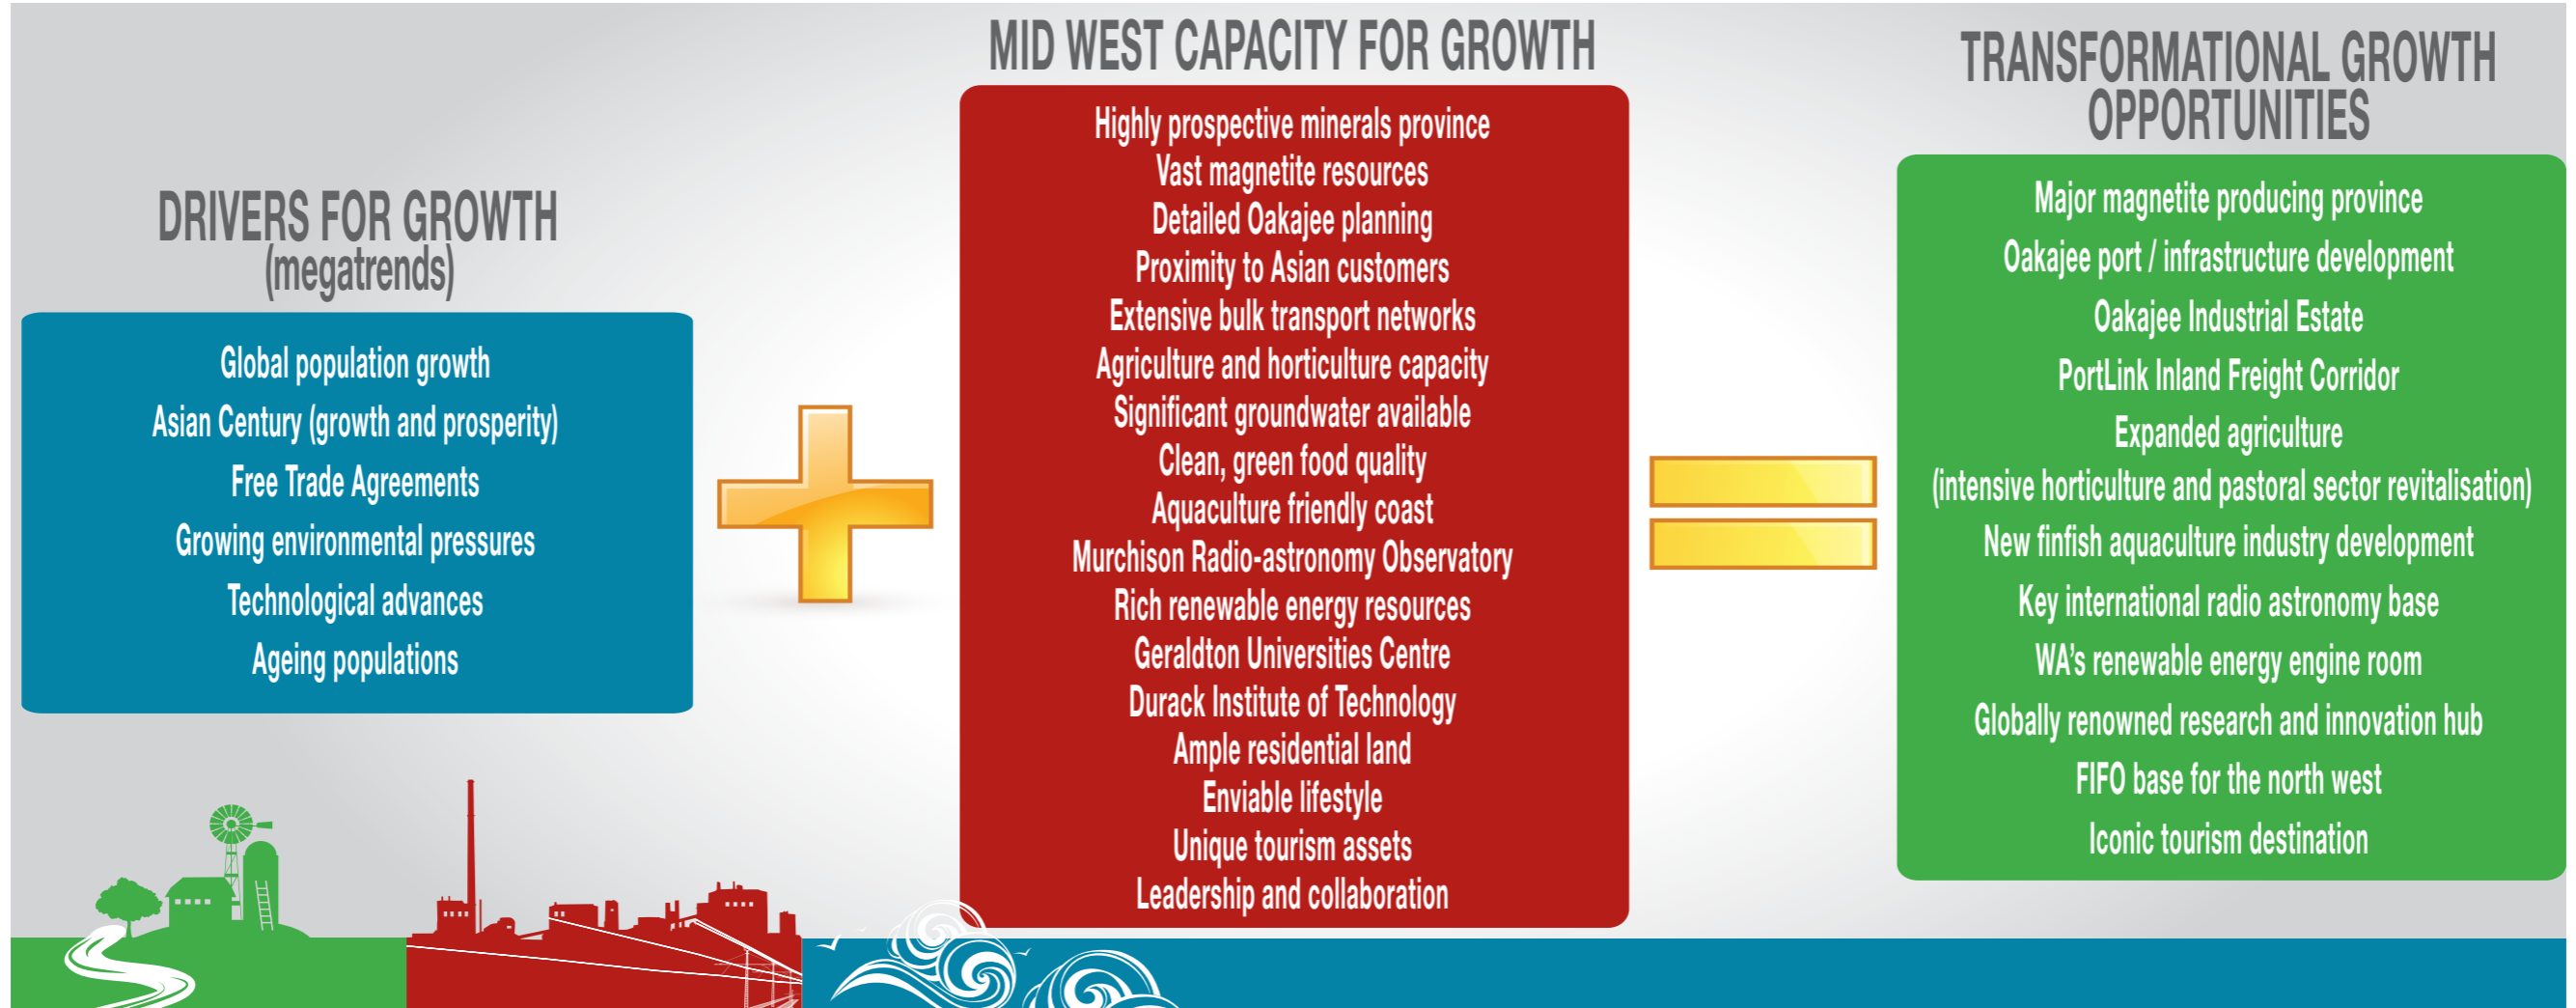 DRIVERS FOR GROWTH
(megatrends)
Global population growth
Asian Century (growth and prosperity)
Free Trade Agreements
Growing environmental pressures
Technological advances
Ageing populations
MID WEST CAPACITY FOR GROWTH
Highly prospective minerals province
Vast magnetite resources
Detailed Oakajee planning
Proximity to Asian customers
Extensive bulk transport networks
Agriculture and horticulture capacity
Significant groundwater available
Clean, green food quality
Aquaculture friendly coast
Murchison Radio-astronomy Observatory
Rich renewable energy resources
Geraldton Universities Centre
Durack Institute of Technology
Ample residential land
Enviable lifestyle
Unique tourism assets
Leadership and collaboration
TRANSFORMATIONAL GROWTH
OPPORTUNITIES
Major magnetite producing province
Oakajee port / infrastructure development
Oakajee Industrial Estate
PortLink Inland Freight Corridor
Expanded agriculture
(intensive horticulture and pastoral sector revitalisation)
New finfish aquaculture industry development
Key international radio astronomy base
WA's renewable energy engine room
Globally renowned research and innovation hub
FIFO base for the north west
Iconic tourism destination